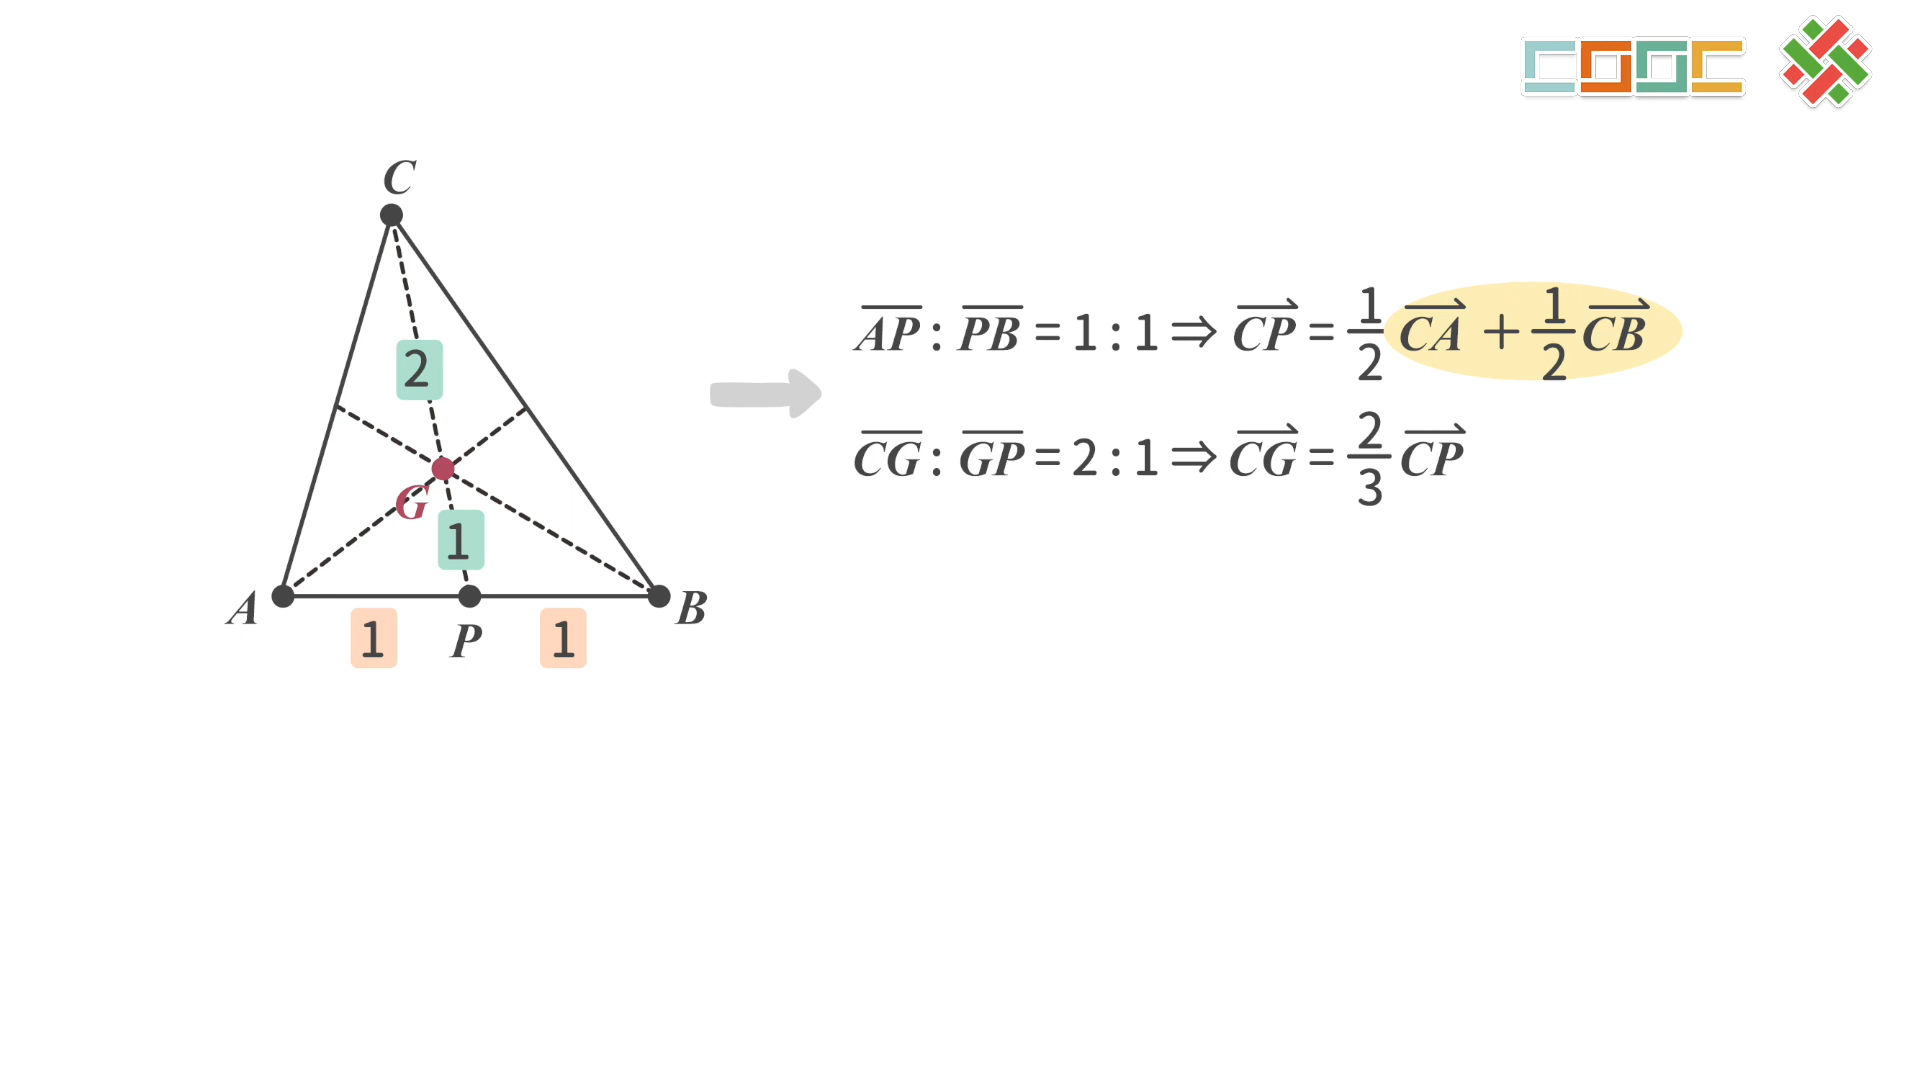 COOC
C
2
G
1
A
P
B
1
1
AP : PB = 1 : 1 ⇒ CP = 1/2 CA + 1/2 CB
CG : GP = 2 : 1 ⇒ CG = 2/3 CP